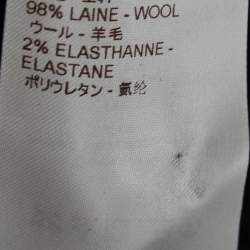 98% LAINE - WOOL
ウール - 羊毛
2% ELASTHANNE -
ELASTANE
ポリウレタン - 氨纶